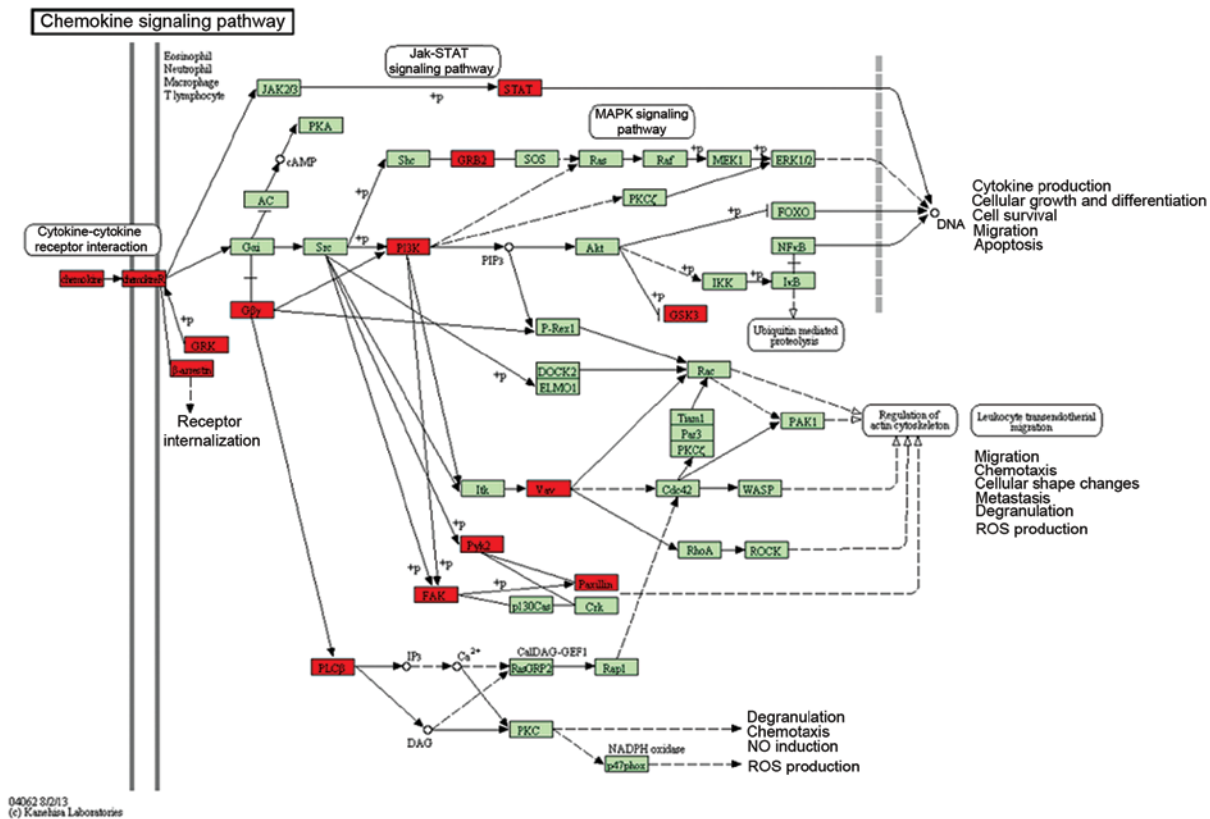 Chemokine signaling pathway
Eosinophil
Neutrophil
Macrophage
T lymphocyte
Jak-STAT
signaling pathway
JAK2/3
+p
STAT
PKA
cAMP
AC
MAPK signaling
pathway
Shc
GRB2
SOS
Ras
Raf
+p
MEK1
+p
ERK1/2
+p
PKCζ
Cytokine production
Cellular growth and differentiation
Cell survival
Migration
Apoptosis
+p
FOXO
DNA
Cytokine-cytokine
receptor interaction
Gαi
Src
+p
PI3K
PIP3
Akt
NFκB
chemokine
chemokineR
+p
IKK
+p
IκB
Gβγ
+p
GSK3
+p
GRK
P-Rex1
Ubiquitin mediated
proteolysis
β-arrestin
+p
DOCK2
ELMO1
Rac
Receptor
internalization
Tiam1
Par3
PKCζ
PAK1
Regulation of
actin cytoskeleton
Leukocyte transendotherial
migration
Migration
Chemotaxis
Cellular shape changes
Metastasis
Degranulation
ROS production
Itk
Vav
Cdc42
WASP
+p
Pyk2
RhoA
ROCK
+p
+p
FAK
+p
Paxillin
p130Cas
Crk
PLCβ
IP3
Ca2+
CalDAG-GEF1
RasGRP2
Rap1
DAG
PKC
Degranulation
Chemotaxis
NO induction
NADPH oxidase
p47phox
ROS production
04062 8/2/13
(c) Kanehisa Laboratories